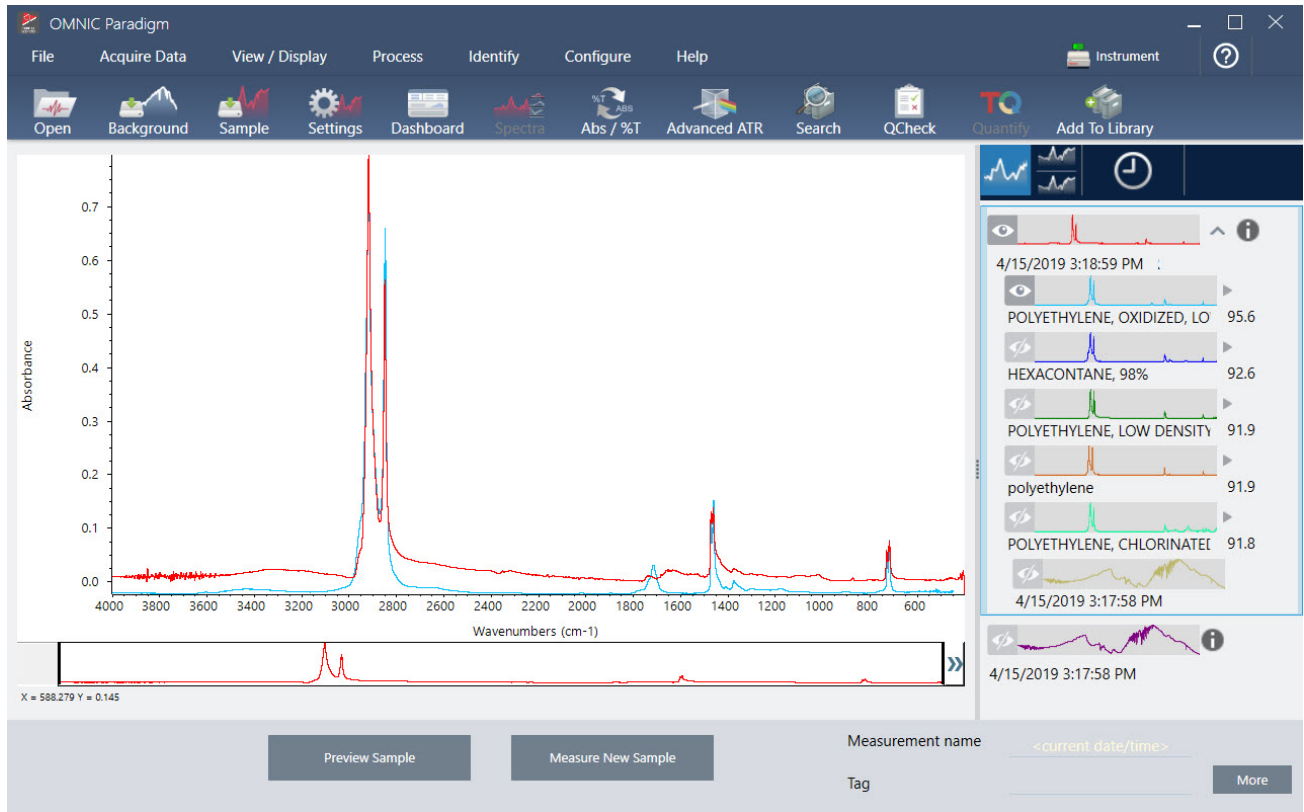 OMNIC Paradigm
File Acquire Data View / Display Process Identify Configure Help Instrument ?
%T ABS TQ
Open Background Sample Settings Dashboard Spectra Abs / %T Advanced ATR Search QCheck Quantify Add To Library
0.7
0.6
0.5
0.4
0.3
0.2
0.1
0.0
Absorbance
4000 3800 3600 3400 3200 3000 2800 2600 2400 2200 2000 1800 1600 1400 1200 1000 800 600
Wavenumbers (cm-1)
X = 588.279 Y = 0.145
4/15/2019 3:18:59 PM
POLYETHYLENE, OXIDIZED, LO 95.6
HEXACONTANE, 98% 92.6
POLYETHYLENE, LOW DENSITY 91.9
polyethylene 91.9
POLYETHYLENE, CHLORINATED 91.8
4/15/2019 3:17:58 PM
4/15/2019 3:17:58 PM
Preview Sample Measure New Sample
Measurement name <current date/time>
Tag
More